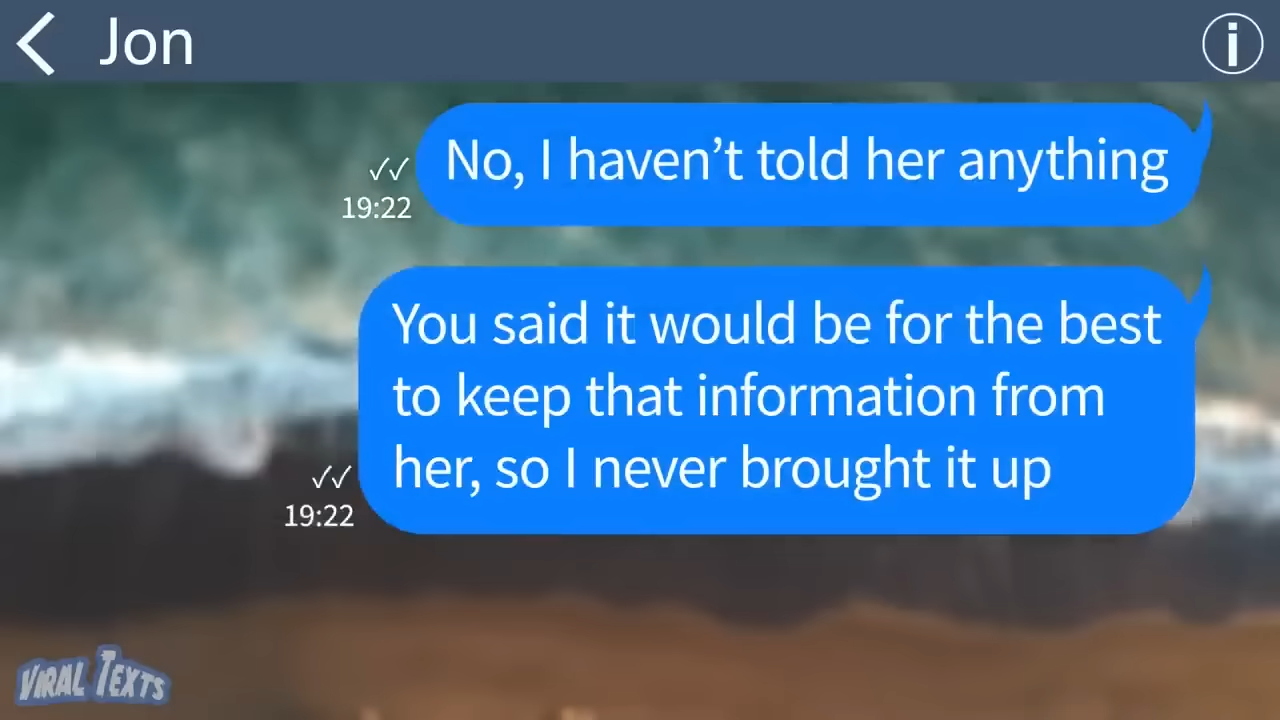 Jon
No, I haven’t told her anything
19:22
You said it would be for the best
to keep that information from
her, so I never brought it up
19:22
VIRAL TEXTS